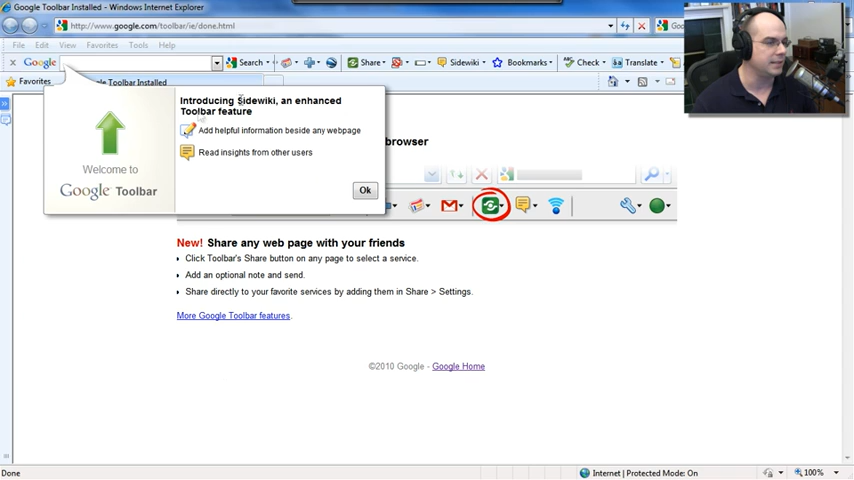 Google Toolbar Installed - Windows Internet Explorer
http://www.google.com/toolbar/ie/done.html
File Edit View Favorites Tools Help
Google Search Share Sidewiki Bookmarks Check Translate
Favorites Toolbar Installed
Introducing Sidewiki, an enhanced
Toolbar feature
Add helpful information beside any webpage
Read insights from other users
Welcome to
Google Toolbar
Ok
browser
New! Share any web page with your friends
Click Toolbar's Share button on any page to select a service.
Add an optional note and send.
Share directly to your favorite services by adding them in Share > Settings.
More Google Toolbar features.
©2010 Google - Google Home
Done Internet | Protected Mode: On 100%